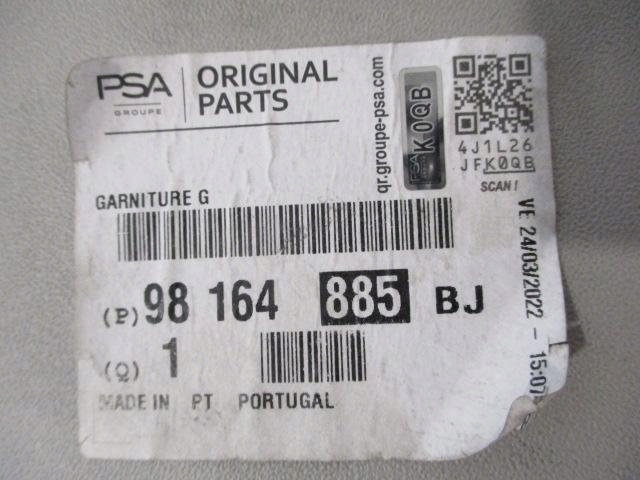 PSA
GROUPE
ORIGINAL
PARTS
qr.groupe-psa.com
PSA K0QB
4J1L26
JFK0QB
SCAN!
GARNITURE G
(P) 98 164 885 BJ
(Q) 1
MADE IN PT PORTUGAL
VE 24/03/2022 - 15:07